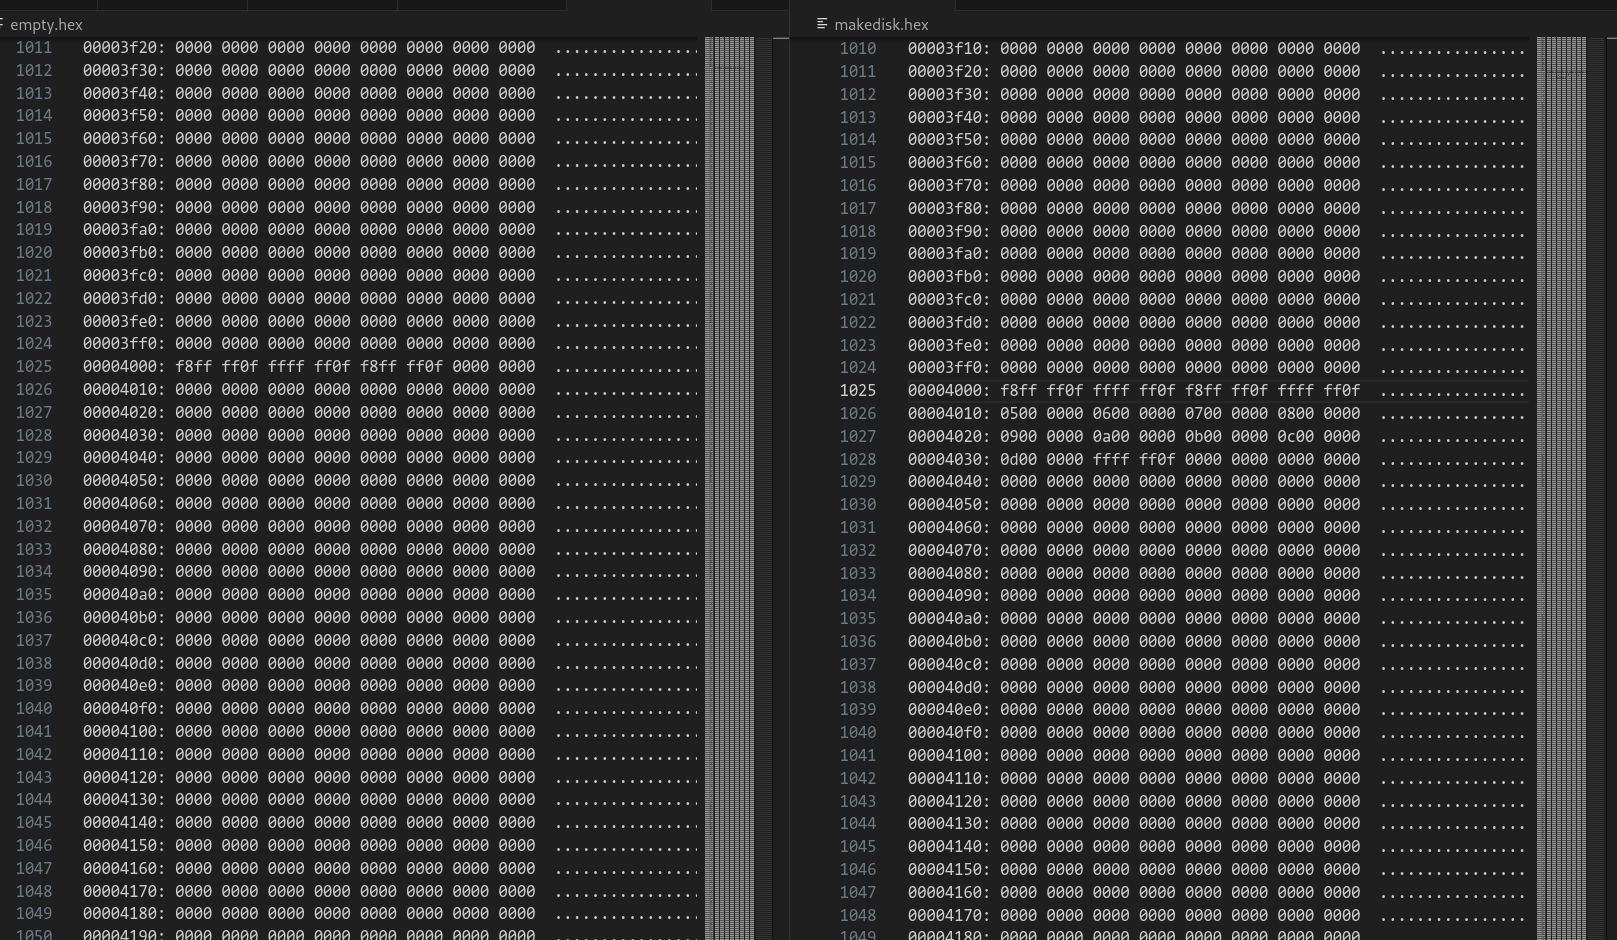 empty.hex
1011 00003f20: 0000 0000 0000 0000 0000 0000 0000 0000 ................
1012 00003f30: 0000 0000 0000 0000 0000 0000 0000 0000 ................
1013 00003f40: 0000 0000 0000 0000 0000 0000 0000 0000 ................
1014 00003f50: 0000 0000 0000 0000 0000 0000 0000 0000 ................
1015 00003f60: 0000 0000 0000 0000 0000 0000 0000 0000 ................
1016 00003f70: 0000 0000 0000 0000 0000 0000 0000 0000 ................
1017 00003f80: 0000 0000 0000 0000 0000 0000 0000 0000 ................
1018 00003f90: 0000 0000 0000 0000 0000 0000 0000 0000 ................
1019 00003fa0: 0000 0000 0000 0000 0000 0000 0000 0000 ................
1020 00003fb0: 0000 0000 0000 0000 0000 0000 0000 0000 ................
1021 00003fc0: 0000 0000 0000 0000 0000 0000 0000 0000 ................
1022 00003fd0: 0000 0000 0000 0000 0000 0000 0000 0000 ................
1023 00003fe0: 0000 0000 0000 0000 0000 0000 0000 0000 ................
1024 00003ff0: 0000 0000 0000 0000 0000 0000 0000 0000 ................
1025 00004000: f8ff ff0f ffff ff0f f8ff ff0f 0000 0000 ................
1026 00004010: 0000 0000 0000 0000 0000 0000 0000 0000 ................
1027 00004020: 0000 0000 0000 0000 0000 0000 0000 0000 ................
1028 00004030: 0000 0000 0000 0000 0000 0000 0000 0000 ................
1029 00004040: 0000 0000 0000 0000 0000 0000 0000 0000 ................
1030 00004050: 0000 0000 0000 0000 0000 0000 0000 0000 ................
1031 00004060: 0000 0000 0000 0000 0000 0000 0000 0000 ................
1032 00004070: 0000 0000 0000 0000 0000 0000 0000 0000 ................
1033 00004080: 0000 0000 0000 0000 0000 0000 0000 0000 ................
1034 00004090: 0000 0000 0000 0000 0000 0000 0000 0000 ................
1035 000040a0: 0000 0000 0000 0000 0000 0000 0000 0000 ................
1036 000040b0: 0000 0000 0000 0000 0000 0000 0000 0000 ................
1037 000040c0: 0000 0000 0000 0000 0000 0000 0000 0000 ................
1038 000040d0: 0000 0000 0000 0000 0000 0000 0000 0000 ................
1039 000040e0: 0000 0000 0000 0000 0000 0000 0000 0000 ................
1040 000040f0: 0000 0000 0000 0000 0000 0000 0000 0000 ................
1041 00004100: 0000 0000 0000 0000 0000 0000 0000 0000 ................
1042 00004110: 0000 0000 0000 0000 0000 0000 0000 0000 ................
1043 00004120: 0000 0000 0000 0000 0000 0000 0000 0000 ................
1044 00004130: 0000 0000 0000 0000 0000 0000 0000 0000 ................
1045 00004140: 0000 0000 0000 0000 0000 0000 0000 0000 ................
1046 00004150: 0000 0000 0000 0000 0000 0000 0000 0000 ................
1047 00004160: 0000 0000 0000 0000 0000 0000 0000 0000 ................
1048 00004170: 0000 0000 0000 0000 0000 0000 0000 0000 ................
1049 00004180: 0000 0000 0000 0000 0000 0000 0000 0000 ................
1050 00004190: 0000 0000 0000 0000 0000 0000 0000 0000 ................
makedisk.hex
1010 00003f10: 0000 0000 0000 0000 0000 0000 0000 0000 ................
1011 00003f20: 0000 0000 0000 0000 0000 0000 0000 0000 ................
1012 00003f30: 0000 0000 0000 0000 0000 0000 0000 0000 ................
1013 00003f40: 0000 0000 0000 0000 0000 0000 0000 0000 ................
1014 00003f50: 0000 0000 0000 0000 0000 0000 0000 0000 ................
1015 00003f60: 0000 0000 0000 0000 0000 0000 0000 0000 ................
1016 00003f70: 0000 0000 0000 0000 0000 0000 0000 0000 ................
1017 00003f80: 0000 0000 0000 0000 0000 0000 0000 0000 ................
1018 00003f90: 0000 0000 0000 0000 0000 0000 0000 0000 ................
1019 00003fa0: 0000 0000 0000 0000 0000 0000 0000 0000 ................
1020 00003fb0: 0000 0000 0000 0000 0000 0000 0000 0000 ................
1021 00003fc0: 0000 0000 0000 0000 0000 0000 0000 0000 ................
1022 00003fd0: 0000 0000 0000 0000 0000 0000 0000 0000 ................
1023 00003fe0: 0000 0000 0000 0000 0000 0000 0000 0000 ................
1024 00003ff0: 0000 0000 0000 0000 0000 0000 0000 0000 ................
1025 00004000: f8ff ff0f ffff ff0f f8ff ff0f ffff ff0f ................
1026 00004010: 0500 0000 0600 0000 0700 0000 0800 0000 ................
1027 00004020: 0900 0000 0a00 0000 0b00 0000 0c00 0000 ................
1028 00004030: 0d00 0000 ffff ff0f 0000 0000 0000 0000 ................
1029 00004040: 0000 0000 0000 0000 0000 0000 0000 0000 ................
1030 00004050: 0000 0000 0000 0000 0000 0000 0000 0000 ................
1031 00004060: 0000 0000 0000 0000 0000 0000 0000 0000 ................
1032 00004070: 0000 0000 0000 0000 0000 0000 0000 0000 ................
1033 00004080: 0000 0000 0000 0000 0000 0000 0000 0000 ................
1034 00004090: 0000 0000 0000 0000 0000 0000 0000 0000 ................
1035 000040a0: 0000 0000 0000 0000 0000 0000 0000 0000 ................
1036 000040b0: 0000 0000 0000 0000 0000 0000 0000 0000 ................
1037 000040c0: 0000 0000 0000 0000 0000 0000 0000 0000 ................
1038 000040d0: 0000 0000 0000 0000 0000 0000 0000 0000 ................
1039 000040e0: 0000 0000 0000 0000 0000 0000 0000 0000 ................
1040 000040f0: 0000 0000 0000 0000 0000 0000 0000 0000 ................
1041 00004100: 0000 0000 0000 0000 0000 0000 0000 0000 ................
1042 00004110: 0000 0000 0000 0000 0000 0000 0000 0000 ................
1043 00004120: 0000 0000 0000 0000 0000 0000 0000 0000 ................
1044 00004130: 0000 0000 0000 0000 0000 0000 0000 0000 ................
1045 00004140: 0000 0000 0000 0000 0000 0000 0000 0000 ................
1046 00004150: 0000 0000 0000 0000 0000 0000 0000 0000 ................
1047 00004160: 0000 0000 0000 0000 0000 0000 0000 0000 ................
1048 00004170: 0000 0000 0000 0000 0000 0000 0000 0000 ................
1049 00004180: 0000 0000 0000 0000 0000 0000 0000 0000 ................